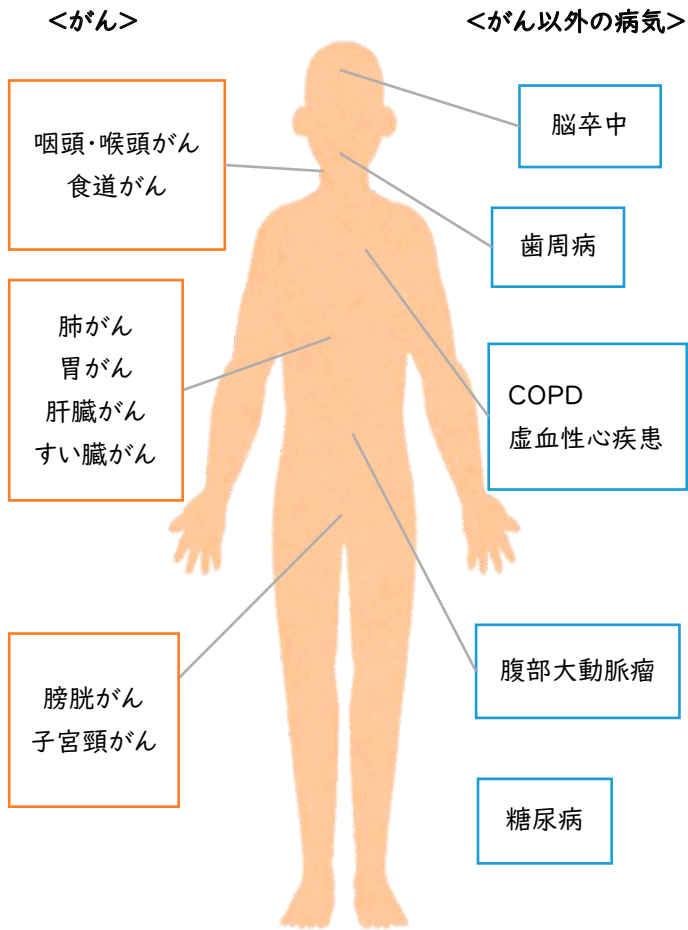 <がん>
咽頭・喉頭がん
食道がん
肺がん
胃がん
肝臓がん
すい臓がん
膀胱がん
子宮頸がん
<がん以外の病気>
脳卒中
歯周病
COPD
虚血性心疾患
腹部大動脈瘤
糖尿病